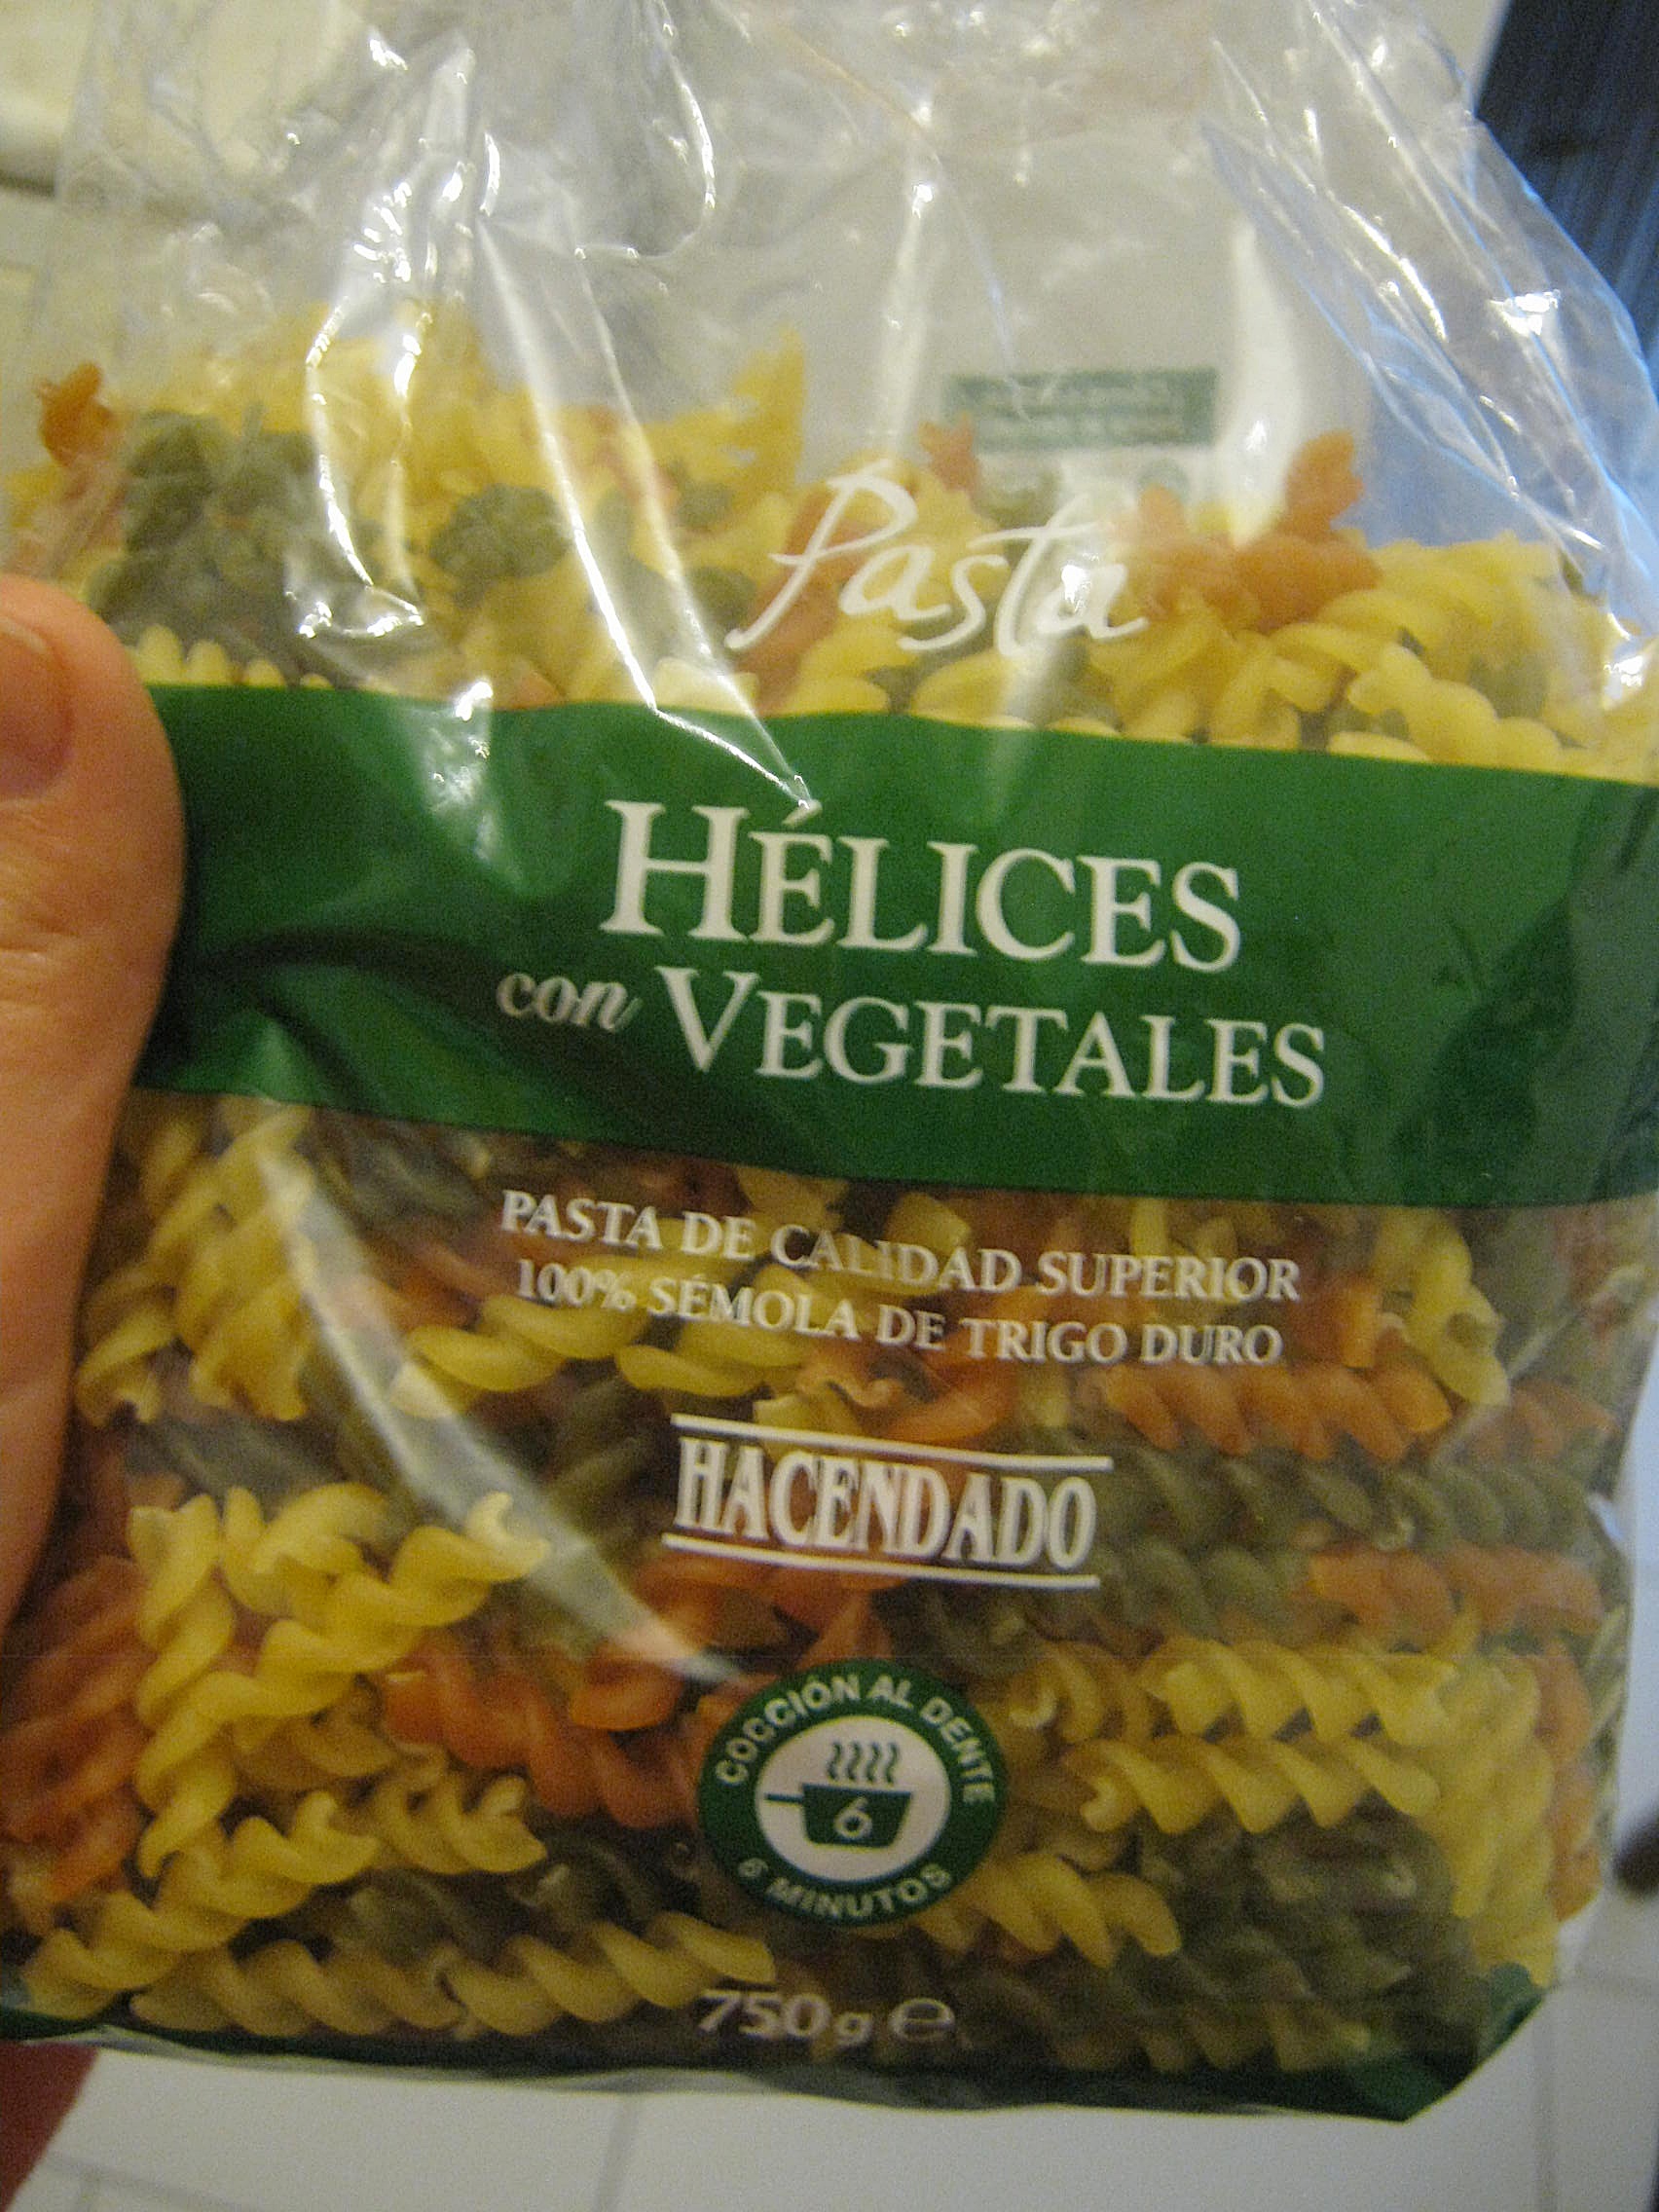 Pasta
HÉLICES
con VEGETALES
PASTA DE CALIDAD SUPERIOR
100% SÉMOLA DE TRIGO DURO
HACENDADO
COCCIÓN AL DENTE
6
6 MINUTOS
750 g e